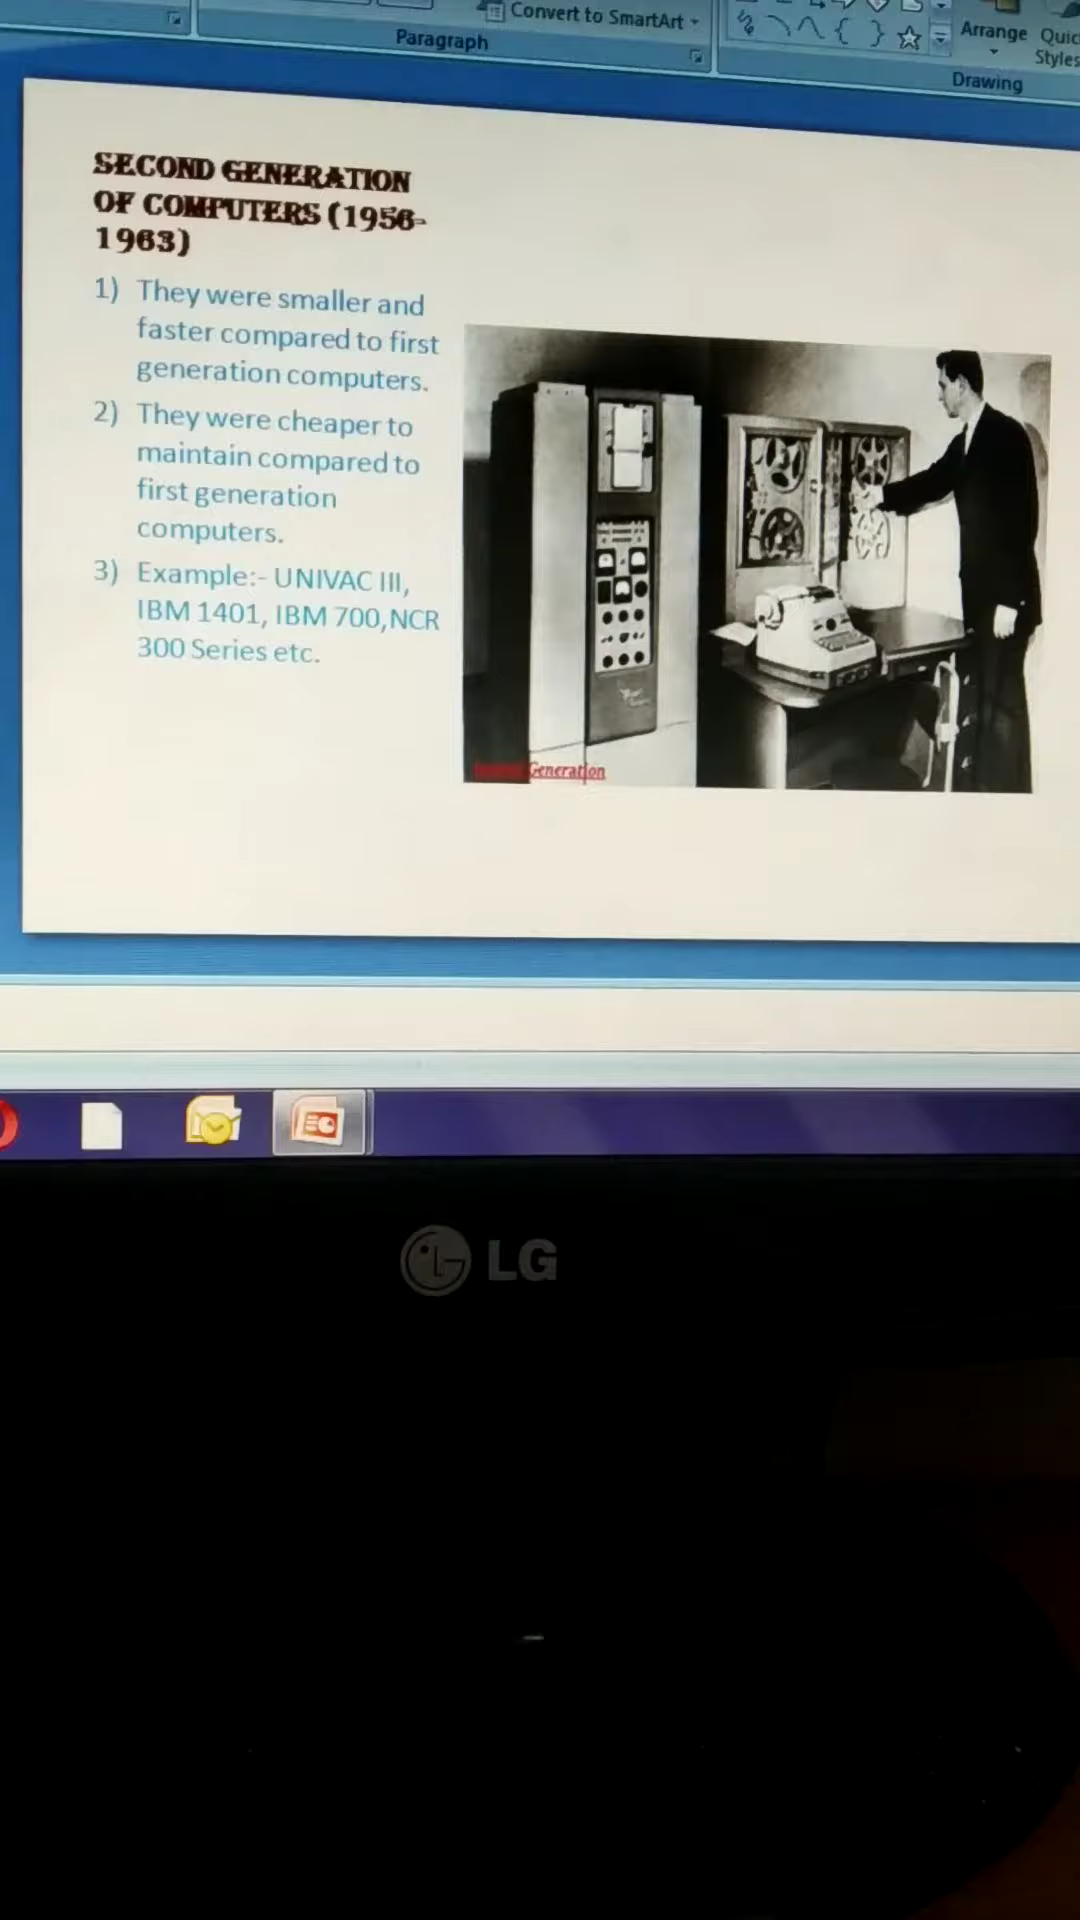 Convert to SmartArt
Paragraph
Arrange
Styles
Drawing
SECOND GENERATION
OF COMPUTERS (1956-
1963)
1) They were smaller and
faster compared to first
generation computers.
2) They were cheaper to
maintain compared to
first generation
computers.
3) Example:- UNIVAC III,
IBM 1401, IBM 700,NCR
300 Series etc.
Generation
LG